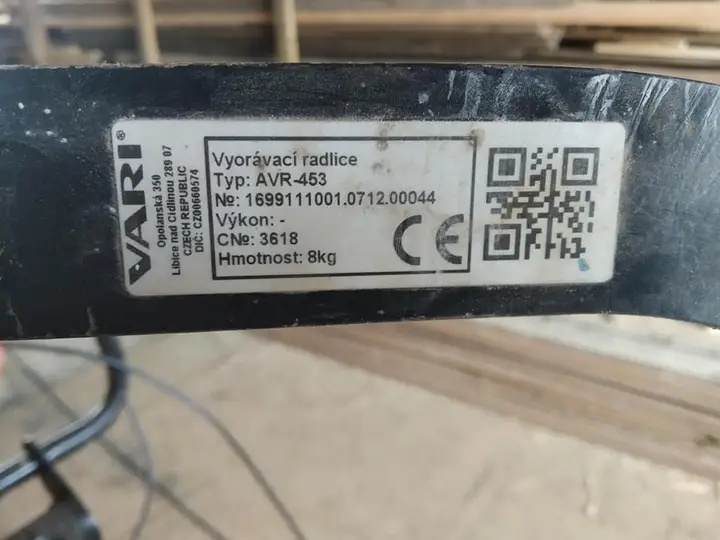 VARI®
Opolanská 350
Libice nad Cidlinou 289 07
CZECH REPUBLIC
DIČ: CZ00660574
Vyorávací radlice
Typ: AVR-453
№: 1699111001.0712.00044
Výkon: -
C№: 3618
Hmotnost: 8kg
CE